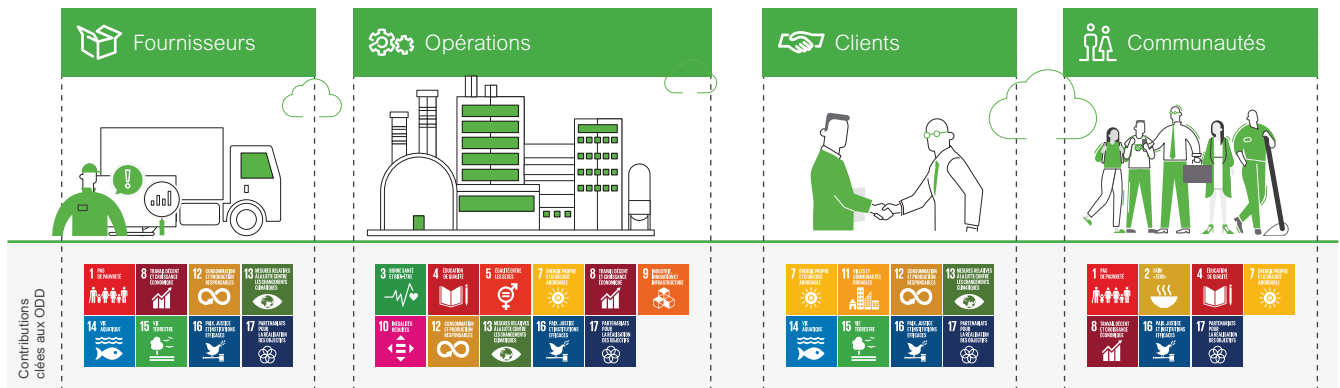 Fournisseurs
Opérations
Clients
Communautés
Contributions
clées aux ODD
1 PAS
DE PAUVRETÉ
8 TRAVAIL DÉCENT
ET CROISSANCE
ÉCONOMIQUE
12 CONSOMMATION
ET PRODUCTION
RESPONSABLES
13 MESURES RELATIVES
À LA LUTTE CONTRE
LES CHANGEMENTS
CLIMATIQUES
14 VIE
AQUATIQUE
15 VIE
TERRESTRE
16 PAIX, JUSTICE
ET INSTITUTIONS
EFFICACES
17 PARTENARIATS
POUR
LA RÉALISATION
DES OBJECTIFS
3 BONNE SANTÉ
ET BIEN-ÊTRE
4 ÉDUCATION
DE QUALITÉ
5 ÉGALITÉ ENTRE
LES SEXES
7 ÉNERGIE PROPRE
ET D'UN COÛT
ABORDABLE
8 TRAVAIL DÉCENT
ET CROISSANCE
ÉCONOMIQUE
9 INDUSTRIE,
INNOVATION ET
INFRASTRUCTURE
10 INÉGALITÉS
RÉDUITES
12 CONSOMMATION
ET PRODUCTION
RESPONSABLES
13 MESURES RELATIVES
À LA LUTTE CONTRE
LES CHANGEMENTS
CLIMATIQUES
16 PAIX, JUSTICE
ET INSTITUTIONS
EFFICACES
17 PARTENARIATS
POUR
LA RÉALISATION
DES OBJECTIFS
7 ÉNERGIE PROPRE
ET D'UN COÛT
ABORDABLE
11 VILLES ET
COMMUNAUTÉS
DURABLES
12 CONSOMMATION
ET PRODUCTION
RESPONSABLES
13 MESURES RELATIVES
À LA LUTTE CONTRE
LES CHANGEMENTS
CLIMATIQUES
14 VIE
AQUATIQUE
15 VIE
TERRESTRE
16 PAIX, JUSTICE
ET INSTITUTIONS
EFFICACES
17 PARTENARIATS
POUR
LA RÉALISATION
DES OBJECTIFS
1 PAS
DE PAUVRETÉ
2 FAIM
«ZÉRO»
4 ÉDUCATION
DE QUALITÉ
7 ÉNERGIE PROPRE
ET D'UN COÛT
ABORDABLE
8 TRAVAIL DÉCENT
ET CROISSANCE
ÉCONOMIQUE
16 PAIX, JUSTICE
ET INSTITUTIONS
EFFICACES
17 PARTENARIATS
POUR
LA RÉALISATION
DES OBJECTIFS